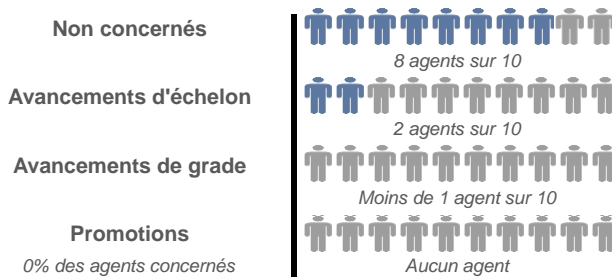 Non concernés
8 agents sur 10
Avancements d'échelon
2 agents sur 10
Avancements de grade
Moins de 1 agent sur 10
Promotions
0% des agents concernés
Aucun agent